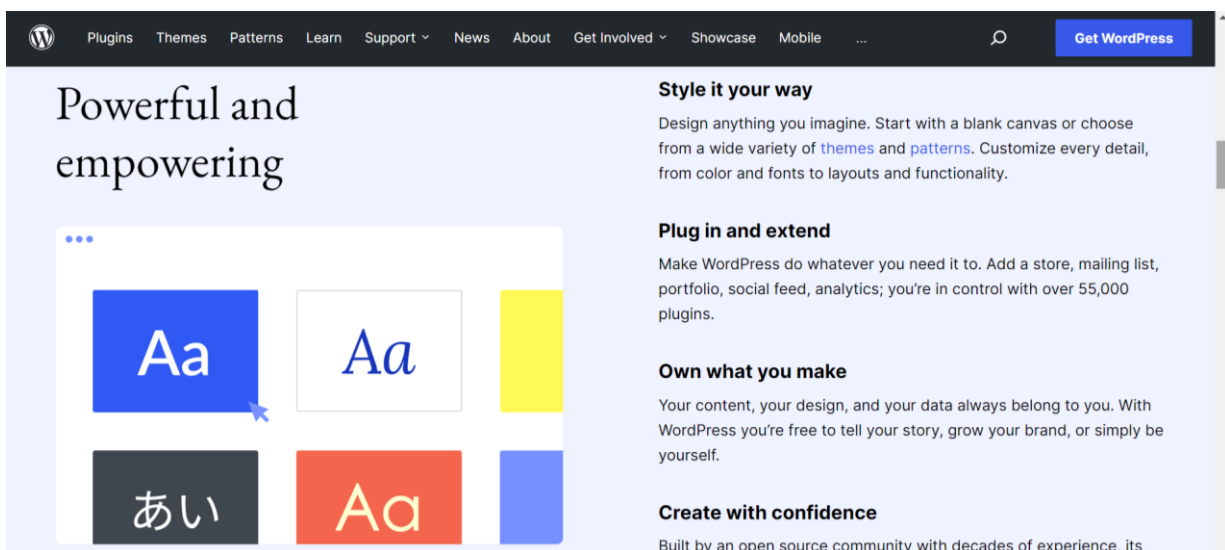 Plugins Themes Patterns Learn Support News About Get Involved Showcase Mobile ... Get WordPress
Powerful and
empowering
Aa
Aa
あい
Aa
Style it your way
Design anything you imagine. Start with a blank canvas or choose
from a wide variety of themes and patterns. Customize every detail,
from color and fonts to layouts and functionality.
Plug in and extend
Make WordPress do whatever you need it to. Add a store, mailing list,
portfolio, social feed, analytics; you’re in control with over 55,000
plugins.
Own what you make
Your content, your design, and your data always belong to you. With
WordPress you’re free to tell your story, grow your brand, or simply be
yourself.
Create with confidence
Built by an open source community with decades of experience, its